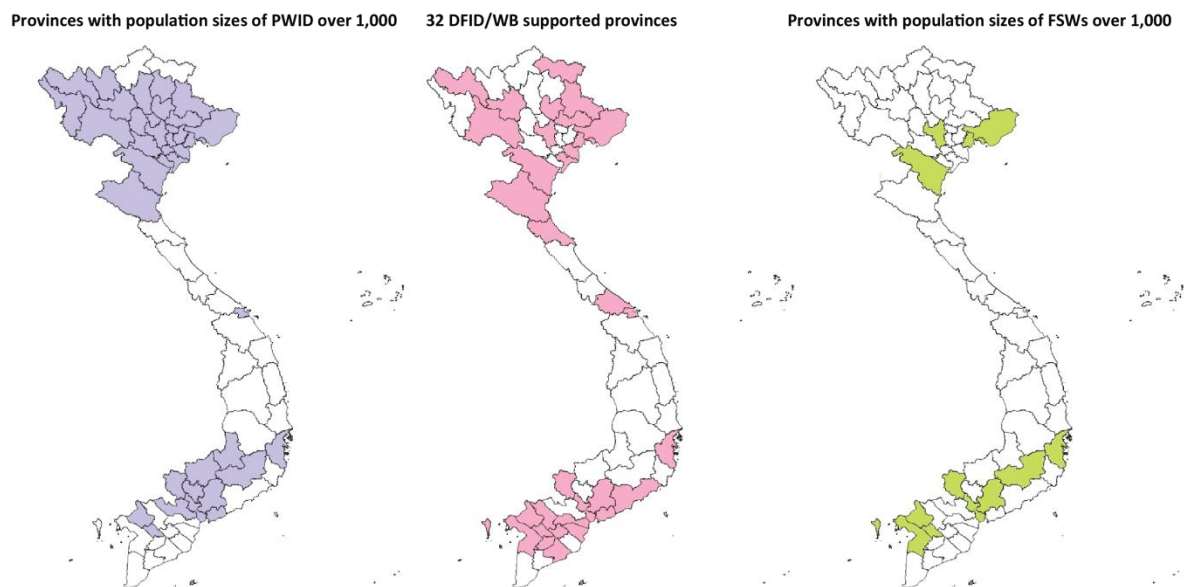 Provinces with population sizes of PWID over 1,000
32 DFID/WB supported provinces
Provinces with population sizes of FSWs over 1,000